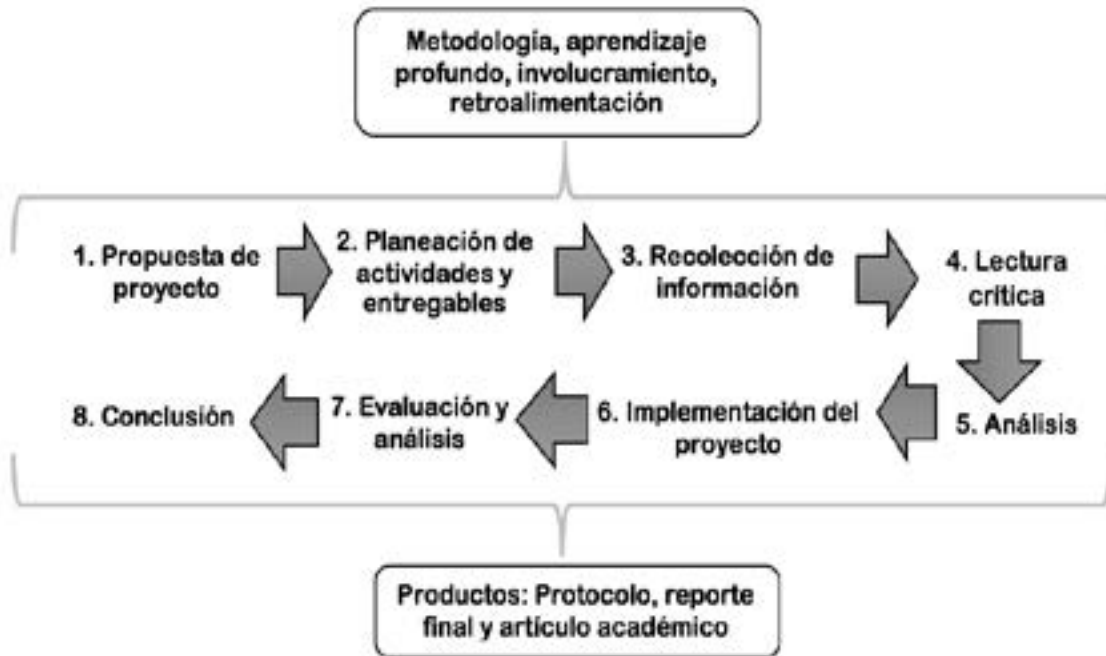 Metodología, aprendizaje
profundo, involucramiento,
retroalimentación
1. Propuesta de
proyecto
2. Planeación de
actividades y
entregables
3. Recolección de
información
4. Lectura
crítica
5. Análisis
6. Implementación del
proyecto
7. Evaluación y
análisis
8. Conclusión
Productos: Protocolo, reporte
final y artículo académico